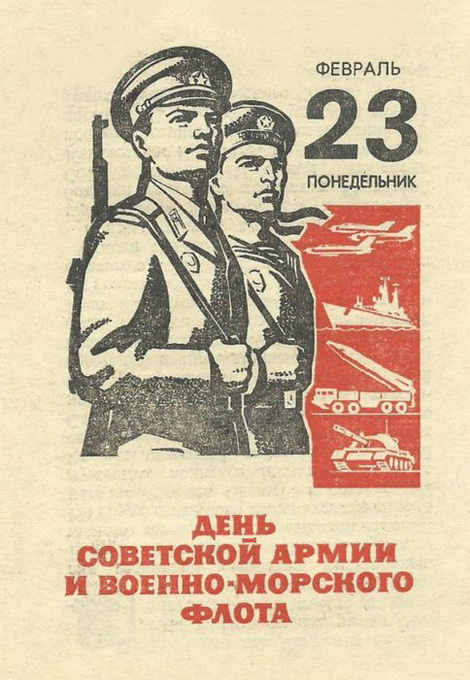 ФЕВРАЛЬ
23
ПОНЕДЕЛЬНИК
ДЕНЬ
СОВЕТСКОЙ АРМИИ
И ВОЕННО-МОРСКОГО
ФЛОТА